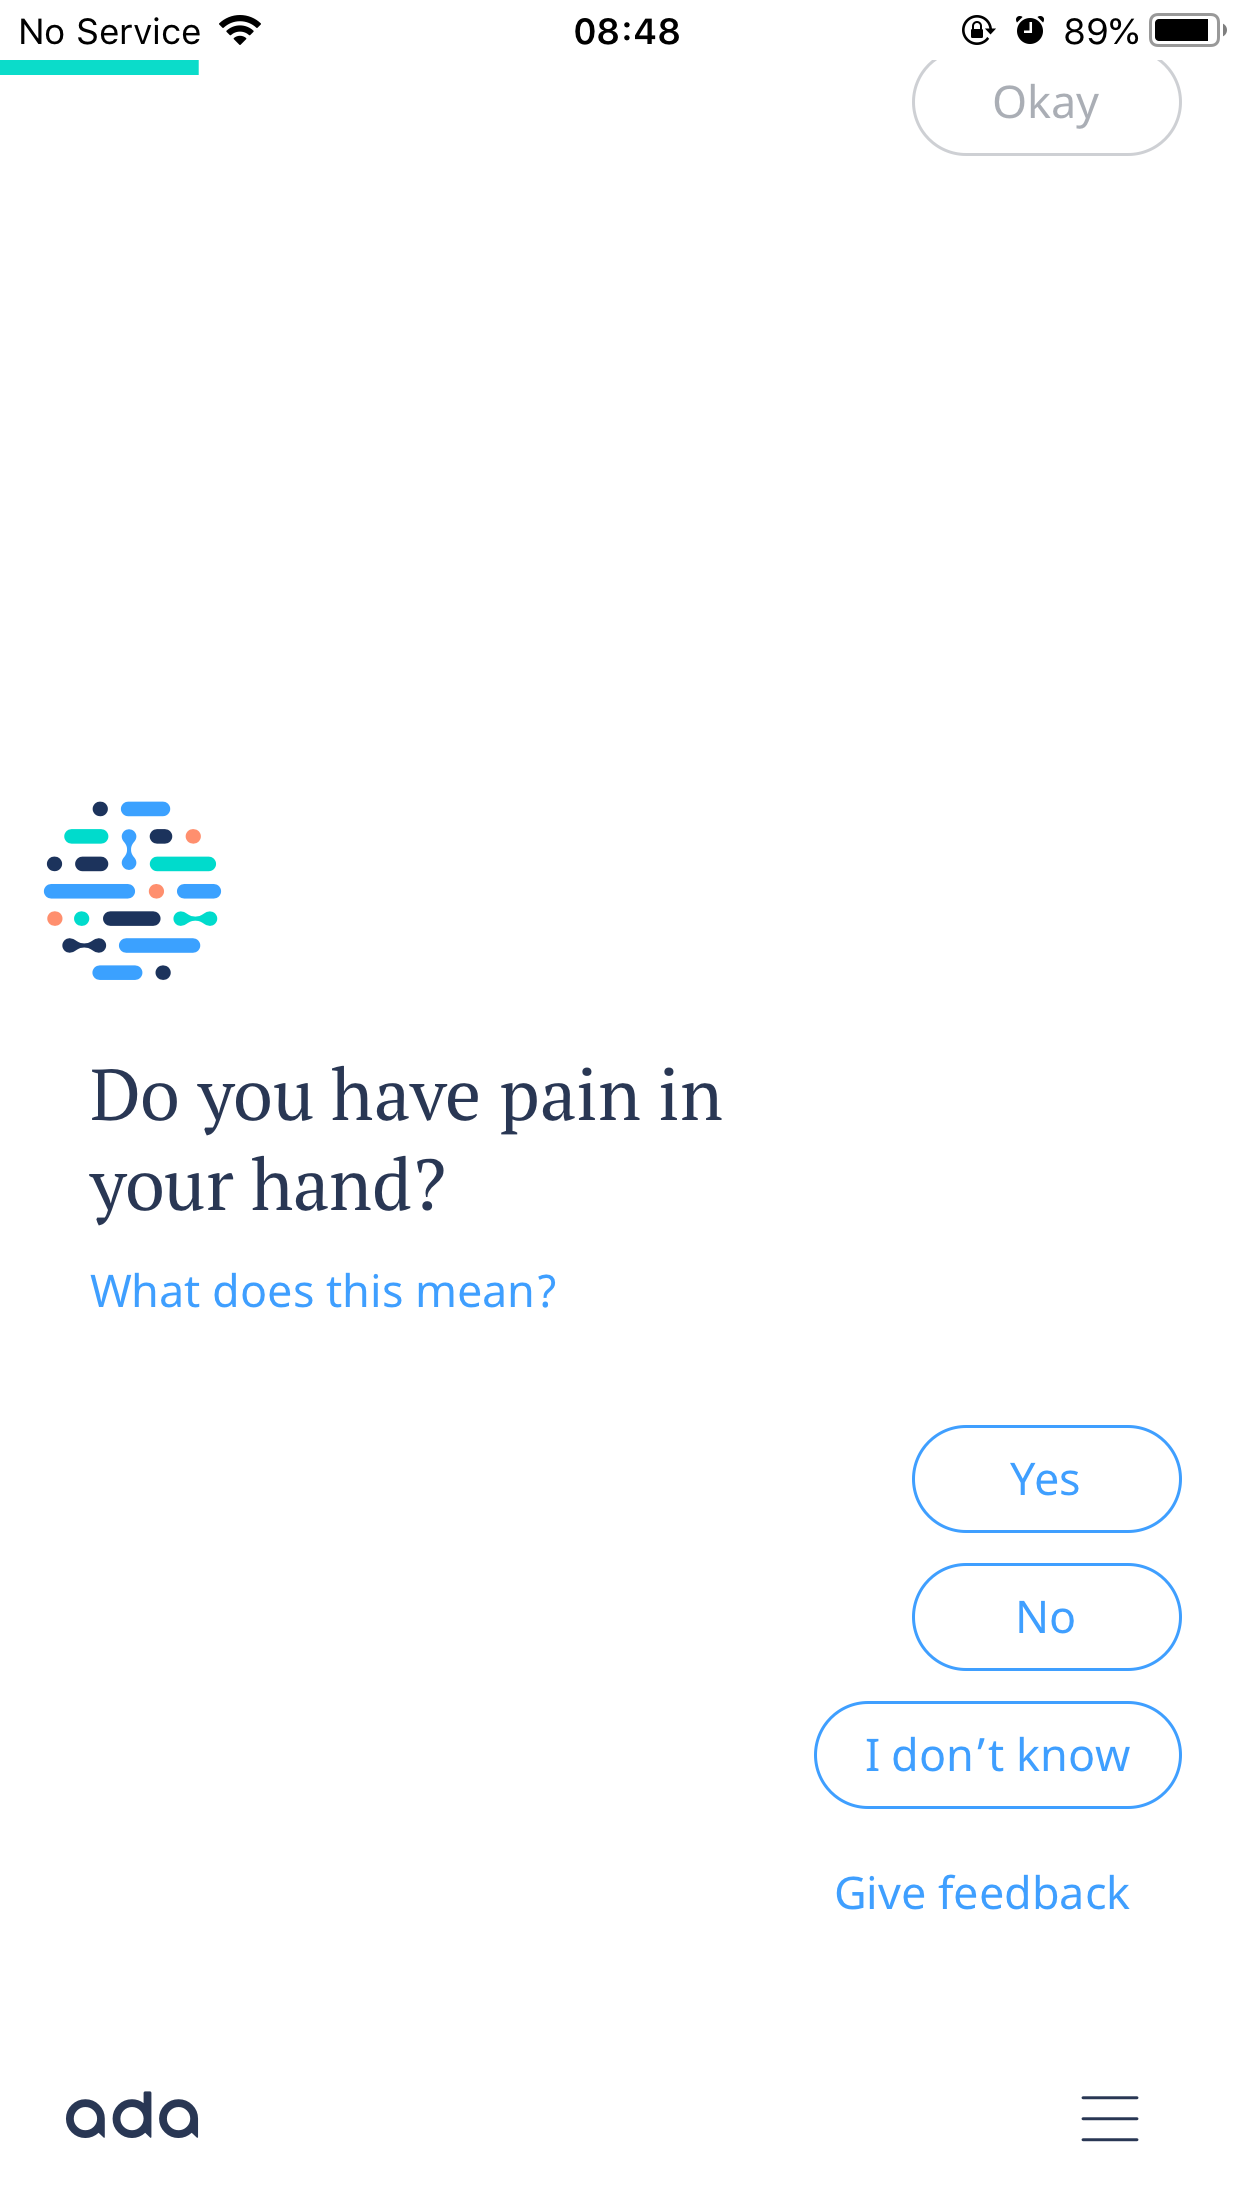 No Service 08:48 89%
Okay
Do you have pain in
your hand?
What does this mean?
Yes
No
I don’t know
Give feedback
ada